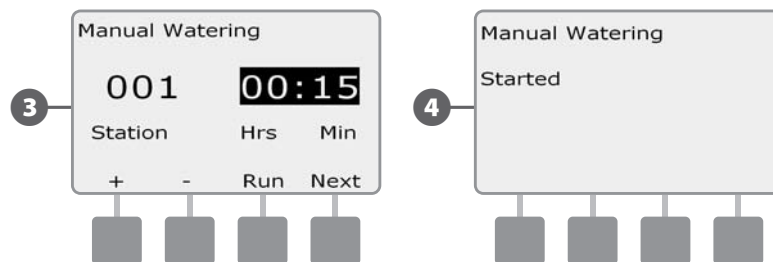 Manual Watering
001 00:15
Station Hrs Min
+ - Run Next
3
Manual Watering
Started
4